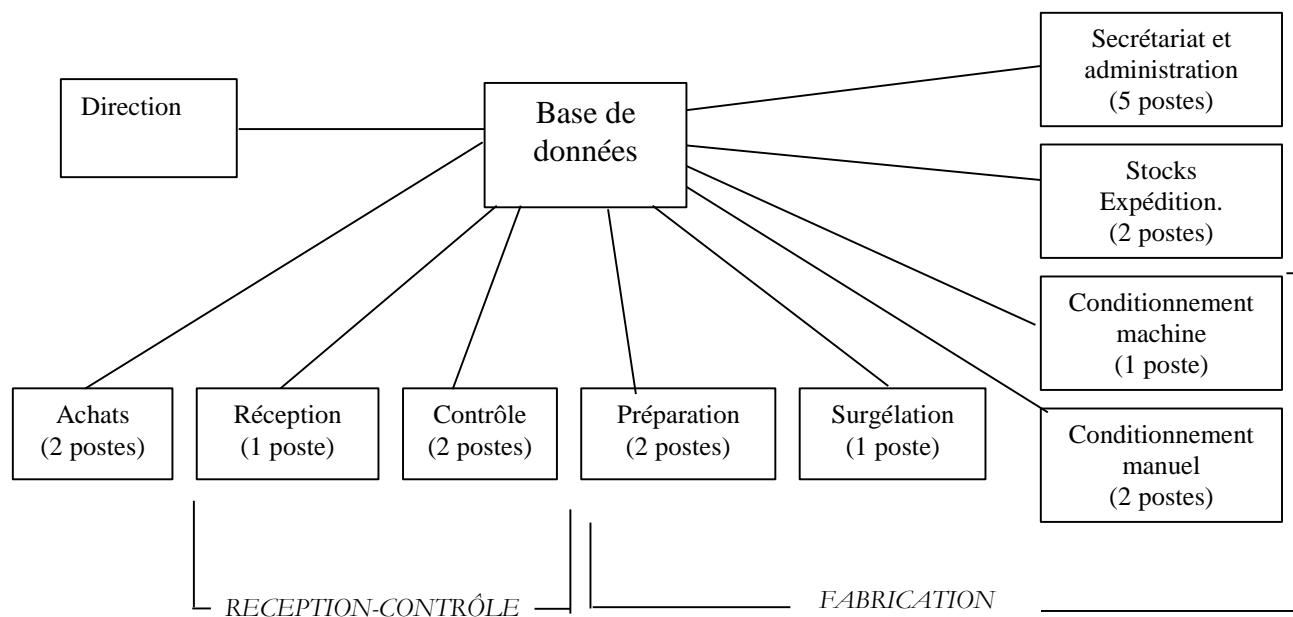 Secrétariat et
administration
(5 postes)
Direction
Base de
données
Stocks
Expédition.
(2 postes)
Conditionnement
machine
(1 poste)
Achats
(2 postes)
Réception
(1 poste)
Contrôle
(2 postes)
Préparation
(2 postes)
Surgélation
(1 poste)
Conditionnement
manuel
(2 postes)
RECEPTION-CONTRÔLE
FABRICATION